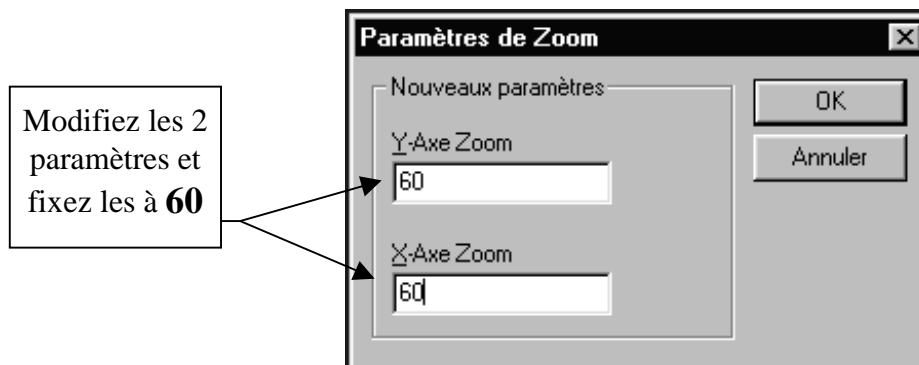 Paramètres de Zoom
Modifiez les 2
paramètres et
fixez les à 60
Nouveaux paramètres
Y-Axe Zoom
60
X-Axe Zoom
60
OK
Annuler